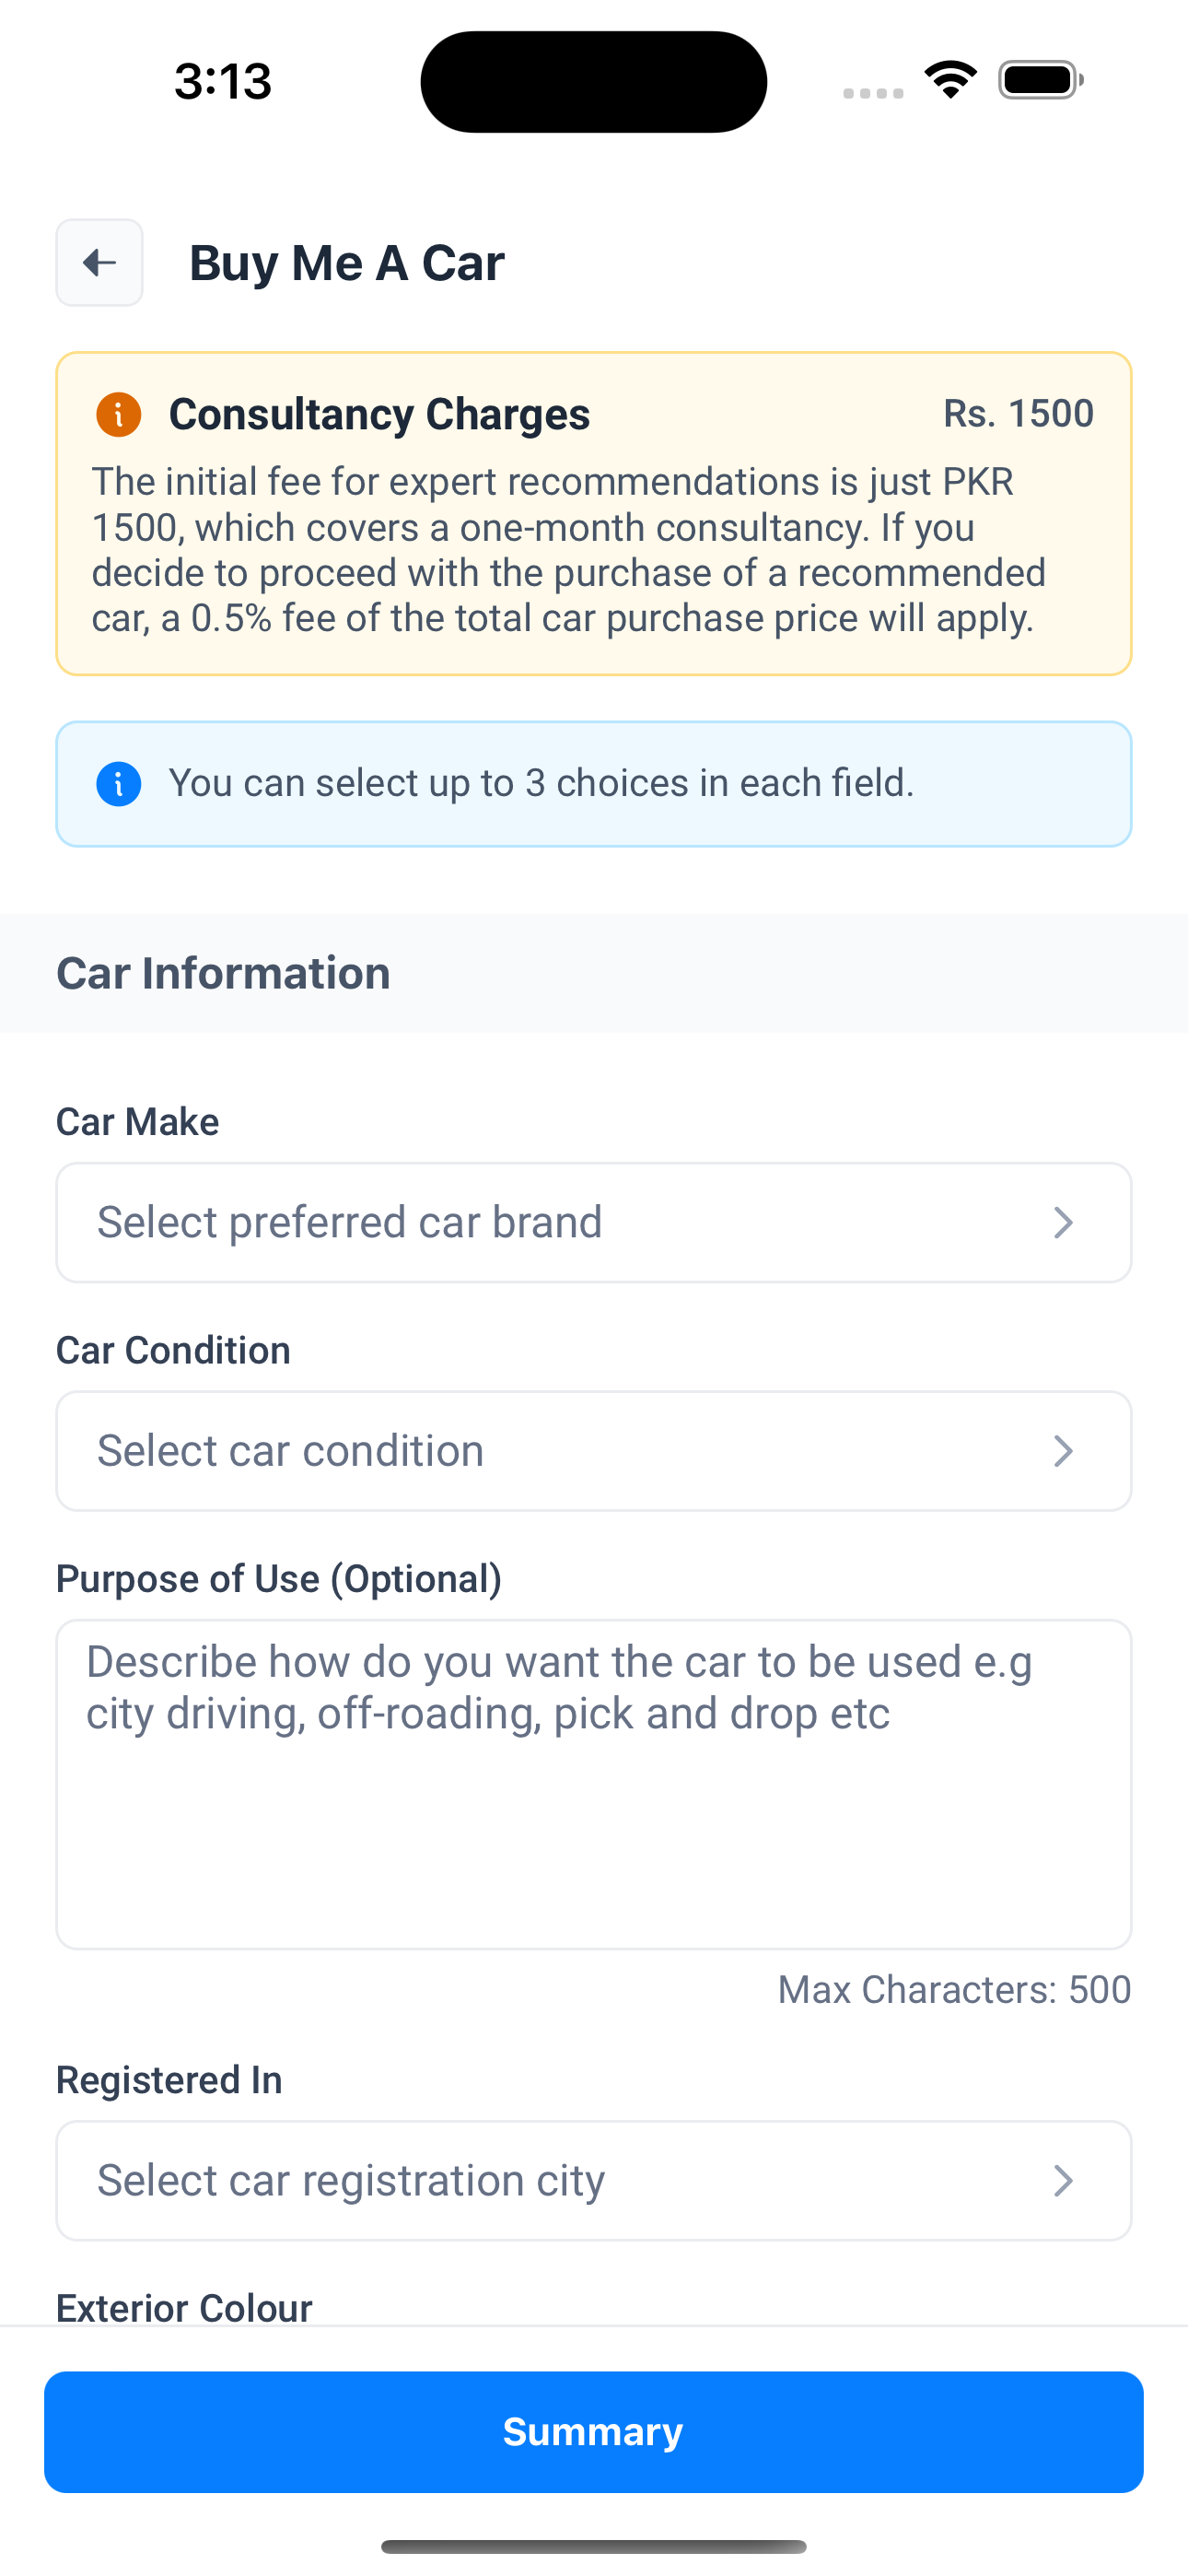 3:13
Buy Me A Car
Consultancy Charges
Rs. 1500
The initial fee for expert recommendations is just PKR
1500, which covers a one-month consultancy. If you
decide to proceed with the purchase of a recommended
car, a 0.5% fee of the total car purchase price will apply.
You can select up to 3 choices in each field.
Car Information
Car Make
Select preferred car brand
Car Condition
Select car condition
Purpose of Use (Optional)
Describe how do you want the car to be used e.g
city driving, off-roading, pick and drop etc
Max Characters: 500
Registered In
Select car registration city
Exterior Colour
Summary